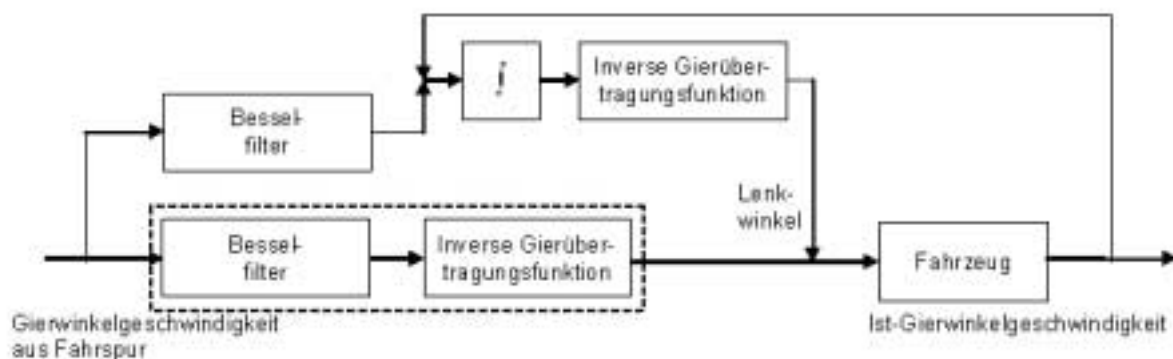 ∫
Inverse Gierüber-
tragungsfunktion
Bessel-
filter
Lenk-
winkel
Bessel-
filter
Inverse Gierüber-
tragungsfunktion
Fahrzeug
Gierwinkelgeschwindigkeit
aus Fahrspur
Ist-Gierwinkelgeschwindigkeit